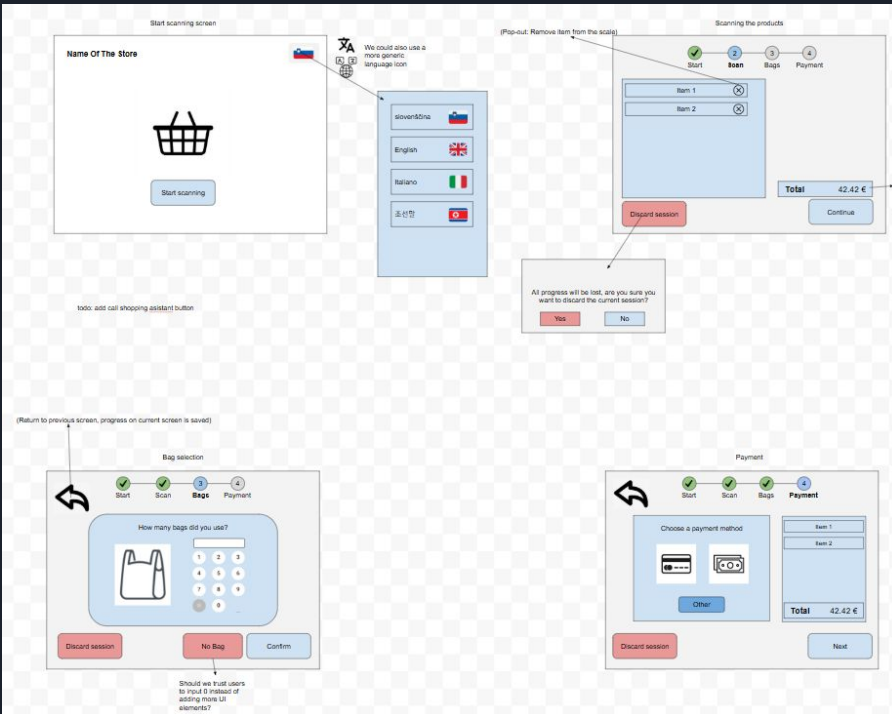 Start scanning screen
Name Of The Store
Start scanning
We could also use a
more generic
language icon
slovenščina
English
Italiano
조선말
todo: add call shopping asistant button
Scanning the products
(Pop-out: Remove item from the scale)
2
3
4
Start
Scan
Bags
Payment
Item 1
Item 2
Total
42.42 €
Discard session
Continue
All progress will be lost, are you sure you
want to discard the current session?
Yes
No
(Return to previous screen, progress on current screen is saved)
Bag selection
3
4
Start
Scan
Bags
Payment
How many bags did you use?
1 2 3
4 5 6
7 8 9
0
Discard session
No Bag
Confirm
Should we trust users
to input 0 instead of
adding more UI
elements?
Payment
4
Start
Scan
Bags
Payment
Choose a payment method
Other
Item 1
Item 2
Total
42.42 €
Discard session
Next